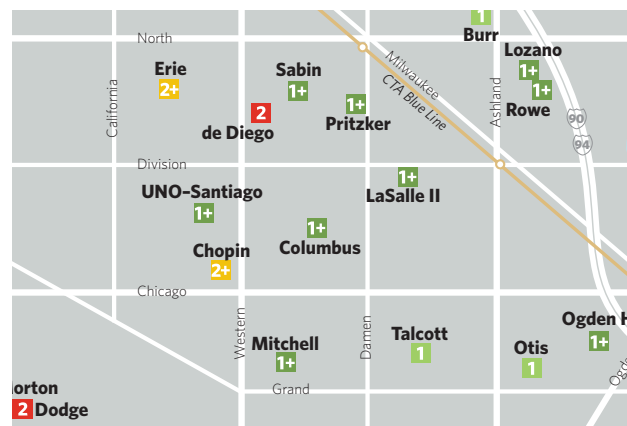 1
Burr
North
Milwaukee
Lozano
1+
Erie
2+
Sabin
1+
CTA Blue Line
1+
Rowe
California
Ashland
2
de Diego
1+
Pritzker
90
94
Division
UNO–Santiago
1+
1+
LaSalle II
1+
Columbus
Chopin
2+
Chicago
Western
Damen
Mitchell
1+
Talcott
1
Otis
1
Ogden H
1+
Grand
Ogd
orton
2 Dodge